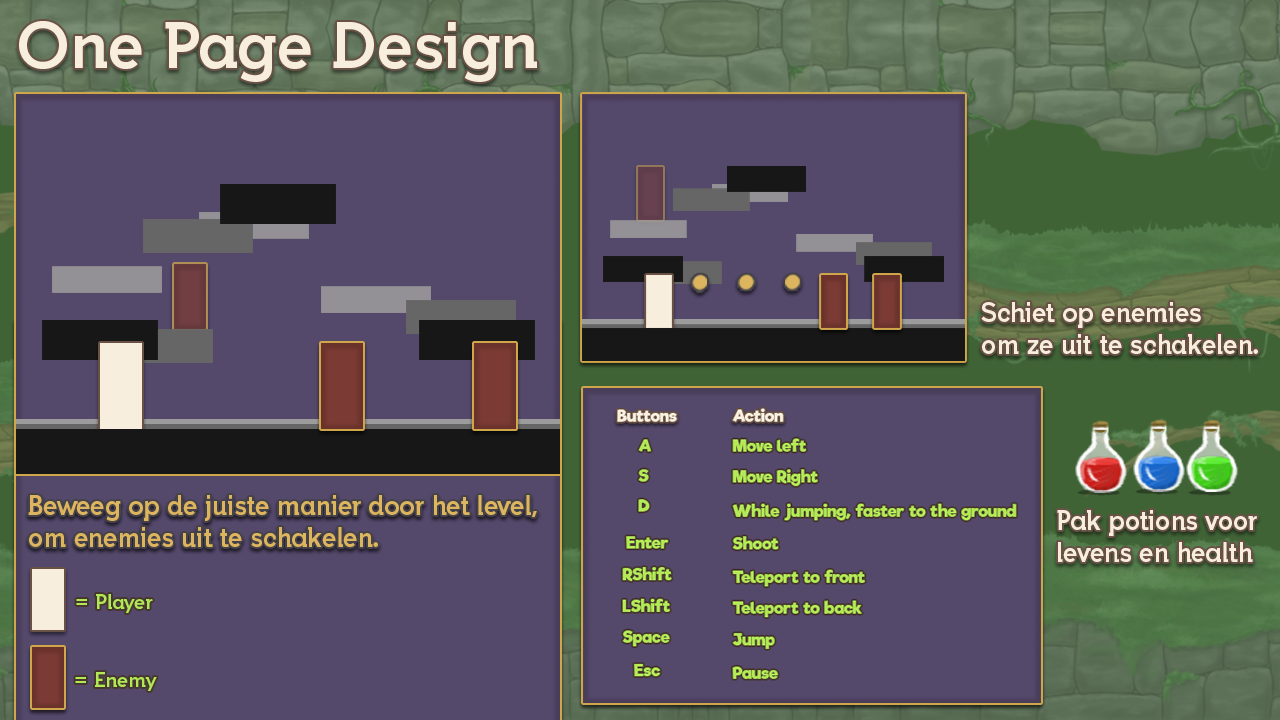 One Page Design
Beweeg op de juiste manier door het level,
om enemies uit te schakelen.
= Player
= Enemy
Schiet op enemies
om ze uit te schakelen.
Buttons Action
A Move left
S Move Right
D While jumping, faster to the ground
Enter Shoot
RShift Teleport to front
LShift Teleport to back
Space Jump
Esc Pause
Pak potions voor
levens en health